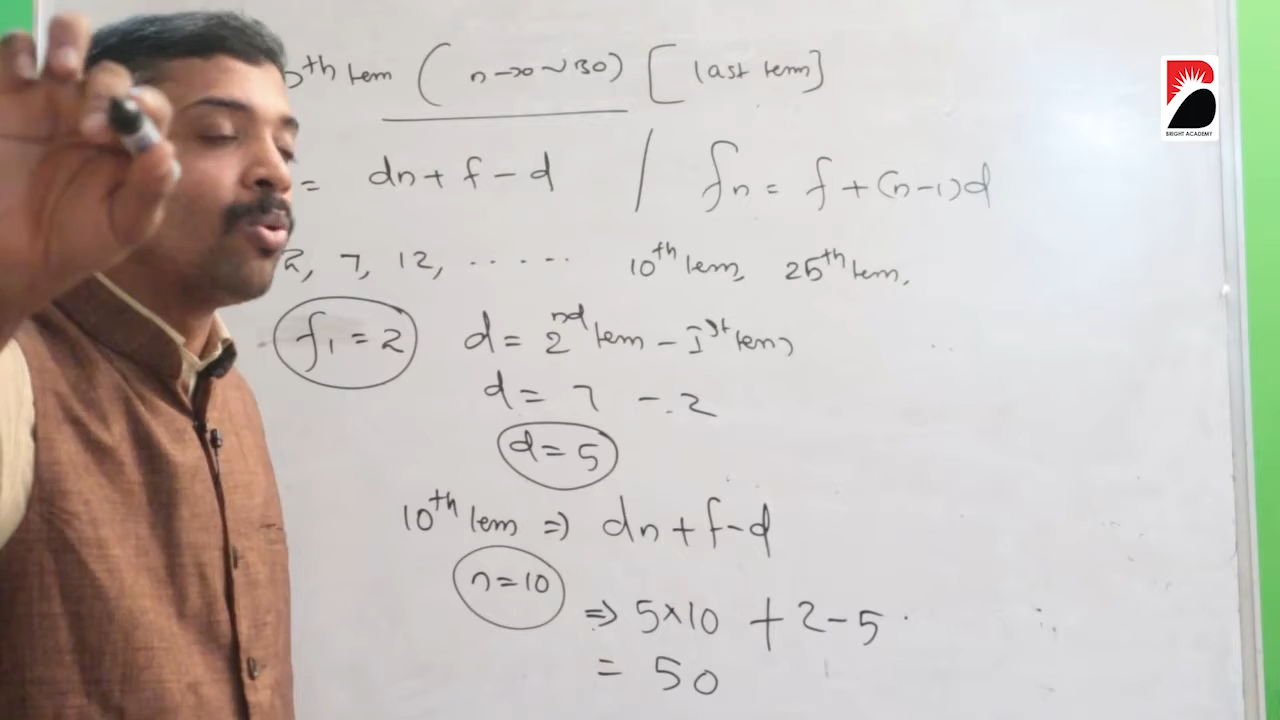 th term ( n → ~ 30) [last term]
= dn + f - d / fn = f + (n-1)d
2, 7, 12, ...... 10th term, 25th term,
f1 = 2 d = 2nd term - Ist term
d = 7 - 2
d = 5
10th term ⇒ dn + f - d
n = 10
⇒ 5×10 + 2 - 5
= 50
BRIGHT ACADEMY